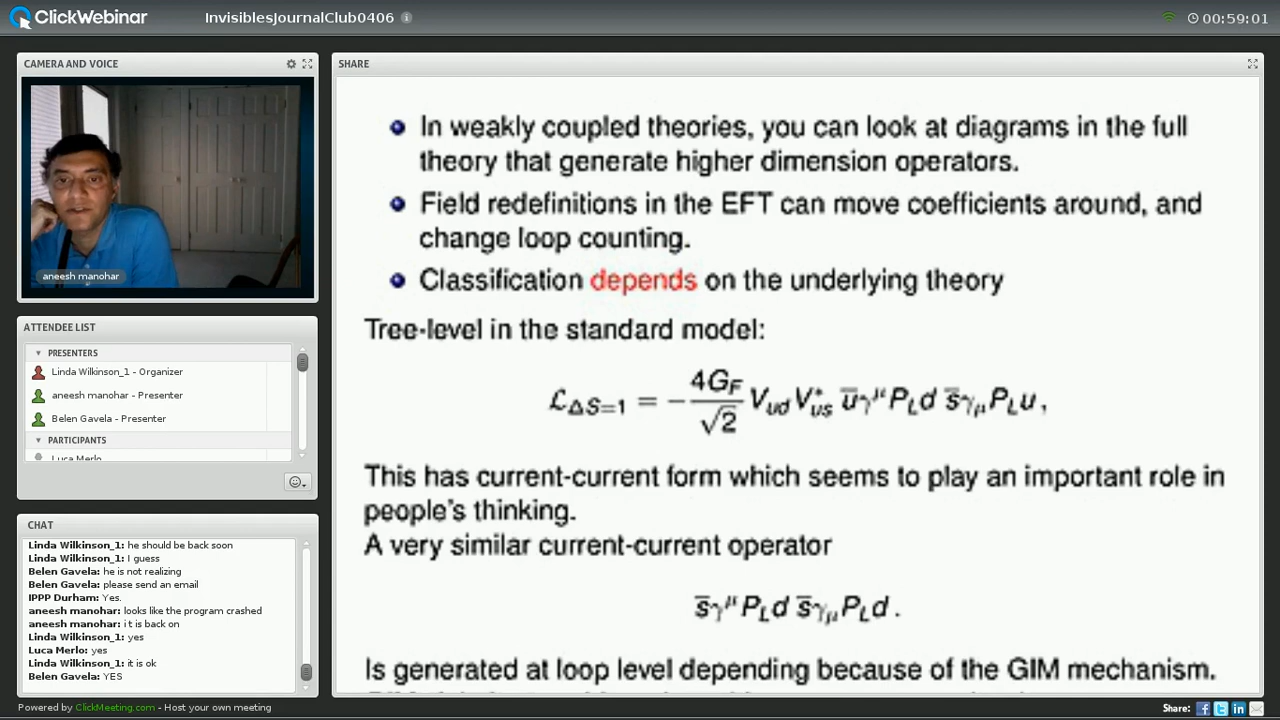 ClickWebinar
InvisiblesJournalClub0406
00:59:01
CAMERA AND VOICE
aneesh manohar
ATTENDEE LIST
PRESENTERS
Linda Wilkinson_1 - Organizer
aneesh manohar - Presenter
Belen Gavela - Presenter
PARTICIPANTS
Luca Merlo
CHAT
Linda Wilkinson_1: he should be back soon
Linda Wilkinson_1: I guess
Belen Gavela: he is not realizing
Belen Gavela: please send an email
IPPP Durham: Yes.
aneesh manohar: looks like the program crashed
aneesh manohar: i t is back on
Linda Wilkinson_1: yes
Luca Merlo: yes
Linda Wilkinson_1: it is ok
Belen Gavela: YES
SHARE
In weakly coupled theories, you can look at diagrams in the full
theory that generate higher dimension operators.
Field redefinitions in the EFT can move coefficients around, and
change loop counting.
Classification depends on the underlying theory
Tree-level in the standard model:
ℒ_{ΔS=1} = −(4G_F/√2) V_{ud} V*_{us} ūγ^μ P_L d s̄γ_μ P_L u ,
This has current-current form which seems to play an important role in
people's thinking.
A very similar current-current operator
s̄γ^μ P_L d s̄γ_μ P_L d .
Is generated at loop level depending because of the GIM mechanism.
Powered by ClickMeeting.com - Host your own meeting
Share: